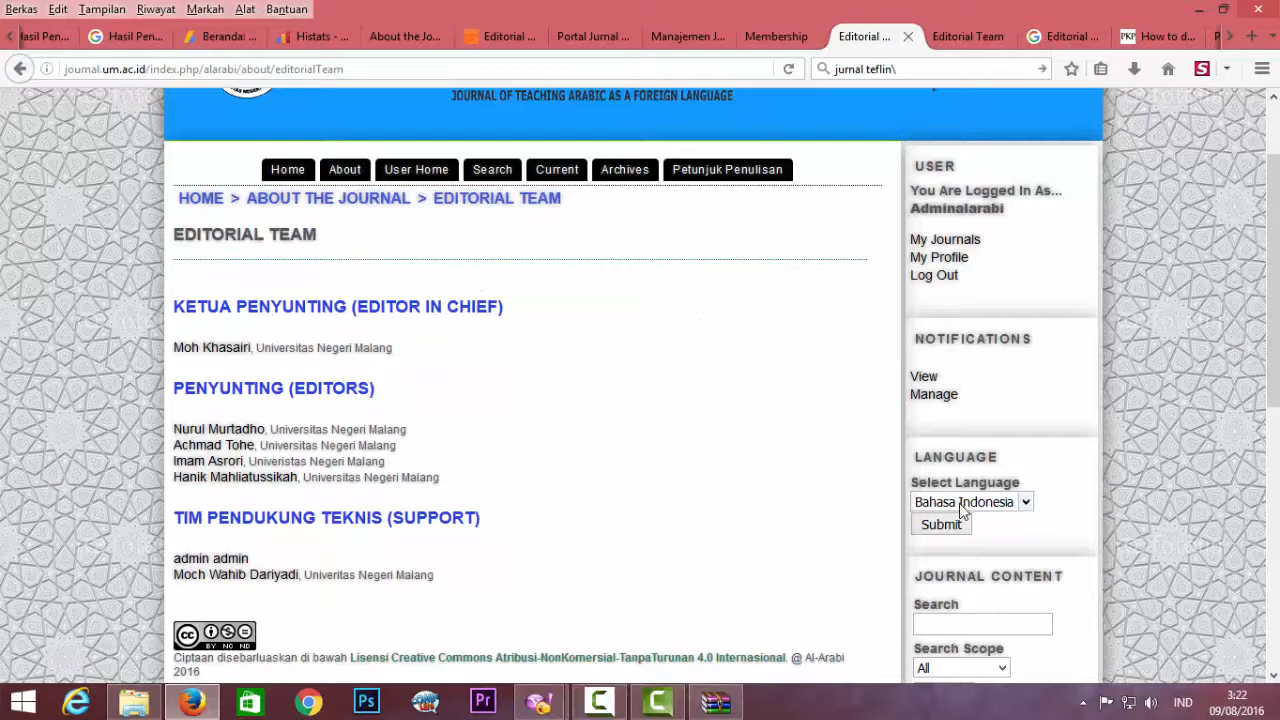 Berkas Edit Tampilan Riwayat Markah Alat Bantuan
Hasil Pen... Hasil Pen... Beranda: ... Histats - ... About the Jo... Editorial ... Portal Jurnal ... Manajemen J... Membership Editorial ... Editorial Team Editorial ... How to d...
journal.um.ac.id/index.php/alarabi/about/editorialTeam jurnal teflin\
JOURNAL OF TEACHING ARABIC AS A FOREIGN LANGUAGE
Home About User Home Search Current Archives Petunjuk Penulisan
HOME > ABOUT THE JOURNAL > EDITORIAL TEAM
EDITORIAL TEAM
KETUA PENYUNTING (EDITOR IN CHIEF)
Moh Khasairi, Universitas Negeri Malang
PENYUNTING (EDITORS)
Nurul Murtadho, Universitas Negeri Malang
Achmad Tohe, Universitas Negeri Malang
Imam Asrori, Univeristas Negeri Malang
Hanik Mahliatussikah, Universitas Negeri Malang
TIM PENDUKUNG TEKNIS (SUPPORT)
admin admin
Moch Wahib Dariyadi, Univeritas Negeri Malang
CC BY NC ND
Ciptaan disebarluaskan di bawah Lisensi Creative Commons Atribusi-NonKomersial-TanpaTurunan 4.0 Internasional. @ Al-Arabi
2016
USER
You Are Logged In As...
Adminalarabi
My Journals
My Profile
Log Out
NOTIFICATIONS
View
Manage
LANGUAGE
Select Language
Bahasa Indonesia
Submit
JOURNAL CONTENT
Search
Search Scope
All
IND
3:22
09/08/2016